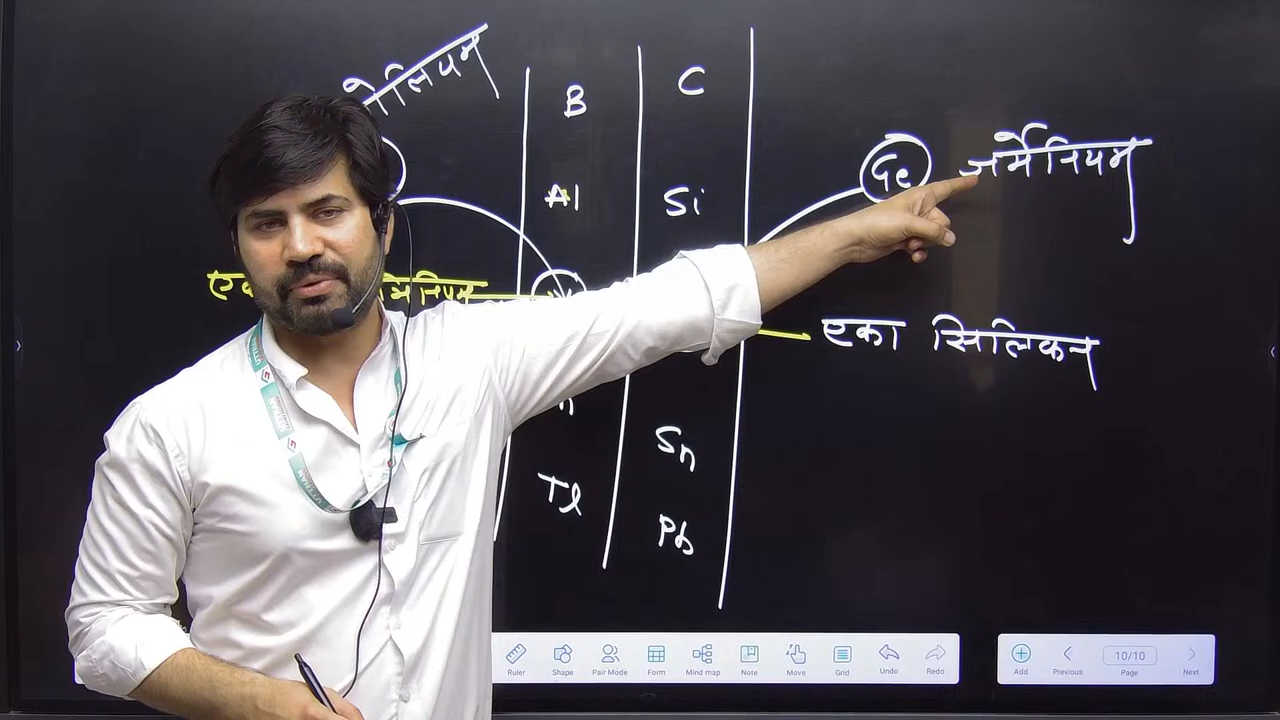 B
C
Al
Si
Ge जर्मेनियम
एका सिलिकन
Sn
Tl
Pb
UTTHAN
Ruler
Shape
Pair Mode
Form
Mind map
Note
Move
Grid
Undo
Redo
Add
Previous
10/10
Page
Next